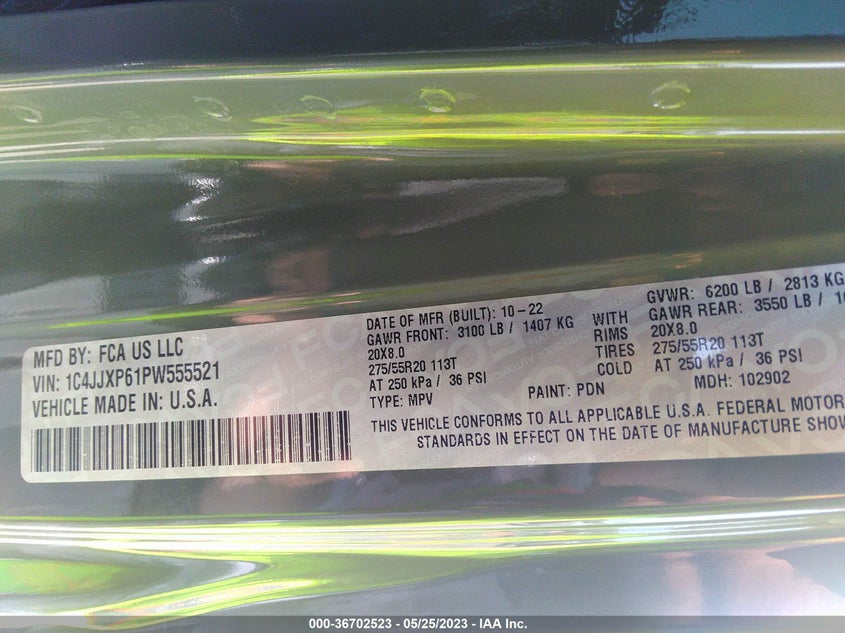 MFD BY: FCA US LLC
VIN: 1C4JJXP61PW555521
VEHICLE MADE IN: U.S.A.
DATE OF MFR (BUILT): 10-22
GAWR FRONT: 3100 LB / 1407 KG
20X8.0
275/55R20 113T
AT 250 kPa / 36 PSI
TYPE: MPV
PAINT: PDN
WITH
RIMS
TIRES
COLD
GVWR: 6200 LB / 2813 KG
GAWR REAR: 3550 LB /
20X8.0
275/55R20 113T
AT 250 kPa / 36 PSI
MDH: 102902
THIS VEHICLE CONFORMS TO ALL APPLICABLE U.S.A. FEDERAL MOTOR
STANDARDS IN EFFECT ON THE DATE OF MANUFACTURE
000-36702523 - 05/25/2023 - IAA Inc.